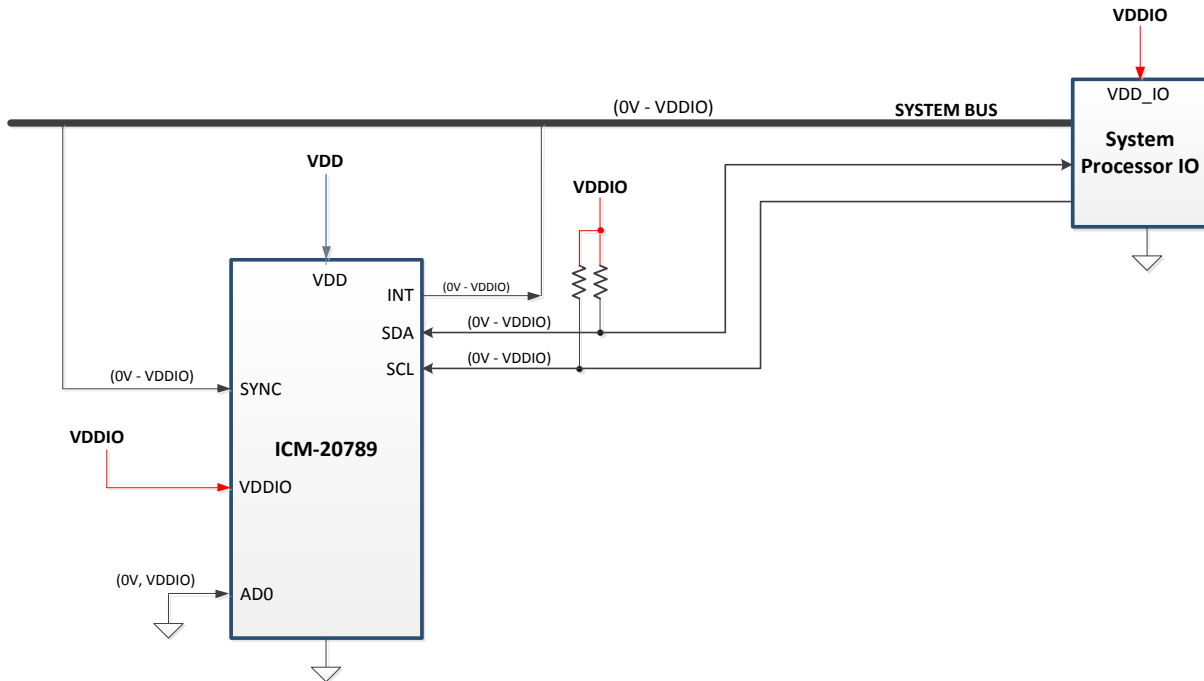 VDDIO
VDD_IO
(0V - VDDIO)
SYSTEM BUS
System
Processor IO
VDD
VDDIO
VDD
INT
(0V - VDDIO)
SDA
(0V - VDDIO)
SCL
(0V - VDDIO)
(0V - VDDIO)
SYNC
VDDIO
ICM-20789
VDDIO
(0V, VDDIO)
AD0